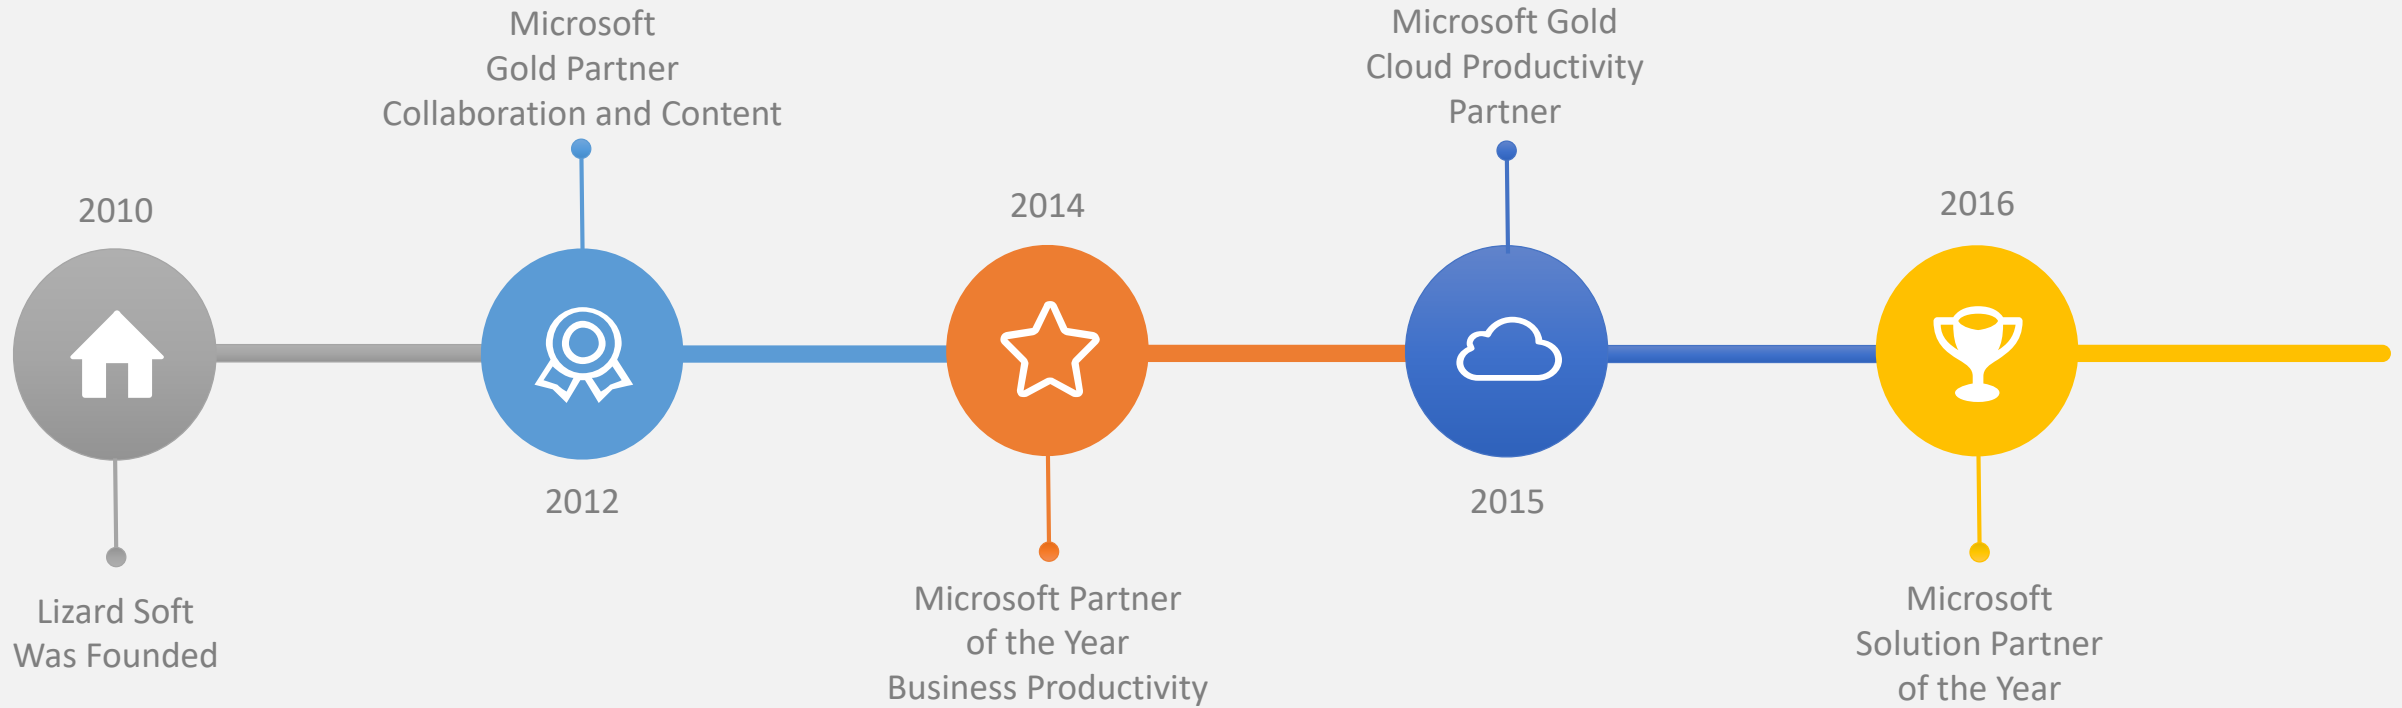 2010
Lizard Soft
Was Founded
Microsoft
Gold Partner
Collaboration and Content
2012
2014
Microsoft Partner
of the Year
Business Productivity
Microsoft Gold
Cloud Productivity
Partner
2015
2016
Microsoft
Solution Partner
of the Year